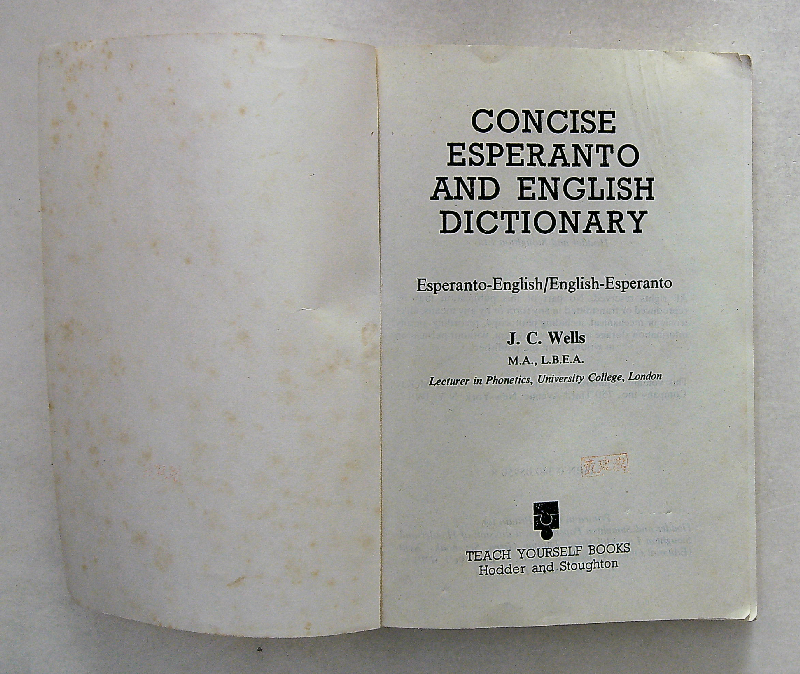 CONCISE
ESPERANTO
AND ENGLISH
DICTIONARY
Esperanto-English/English-Esperanto
J. C. Wells
M.A., L.B.E.A.
Lecturer in Phonetics, University College, London
TEACH YOURSELF BOOKS
Hodder and Stoughton